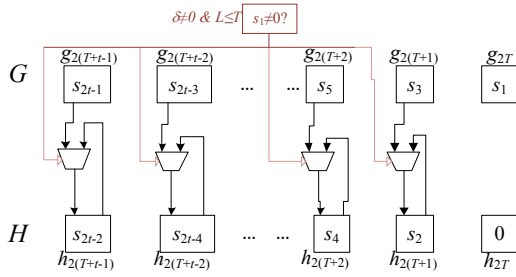 δ≠0 & L≤T
s₁≠0?
g₂₍T+t-1₎ g₂₍T+t-2₎ g₂₍T+2₎ g₂₍T+1₎ g₂T
G s₂t-1 s₂t-3 ... ... s₅ s₃ s₁
H s₂t-2 s₂t-4 ... ... s₄ s₂ 0
h₂₍T+t-1₎ h₂₍T+t-2₎ h₂₍T+2₎ h₂₍T+1₎ h₂T